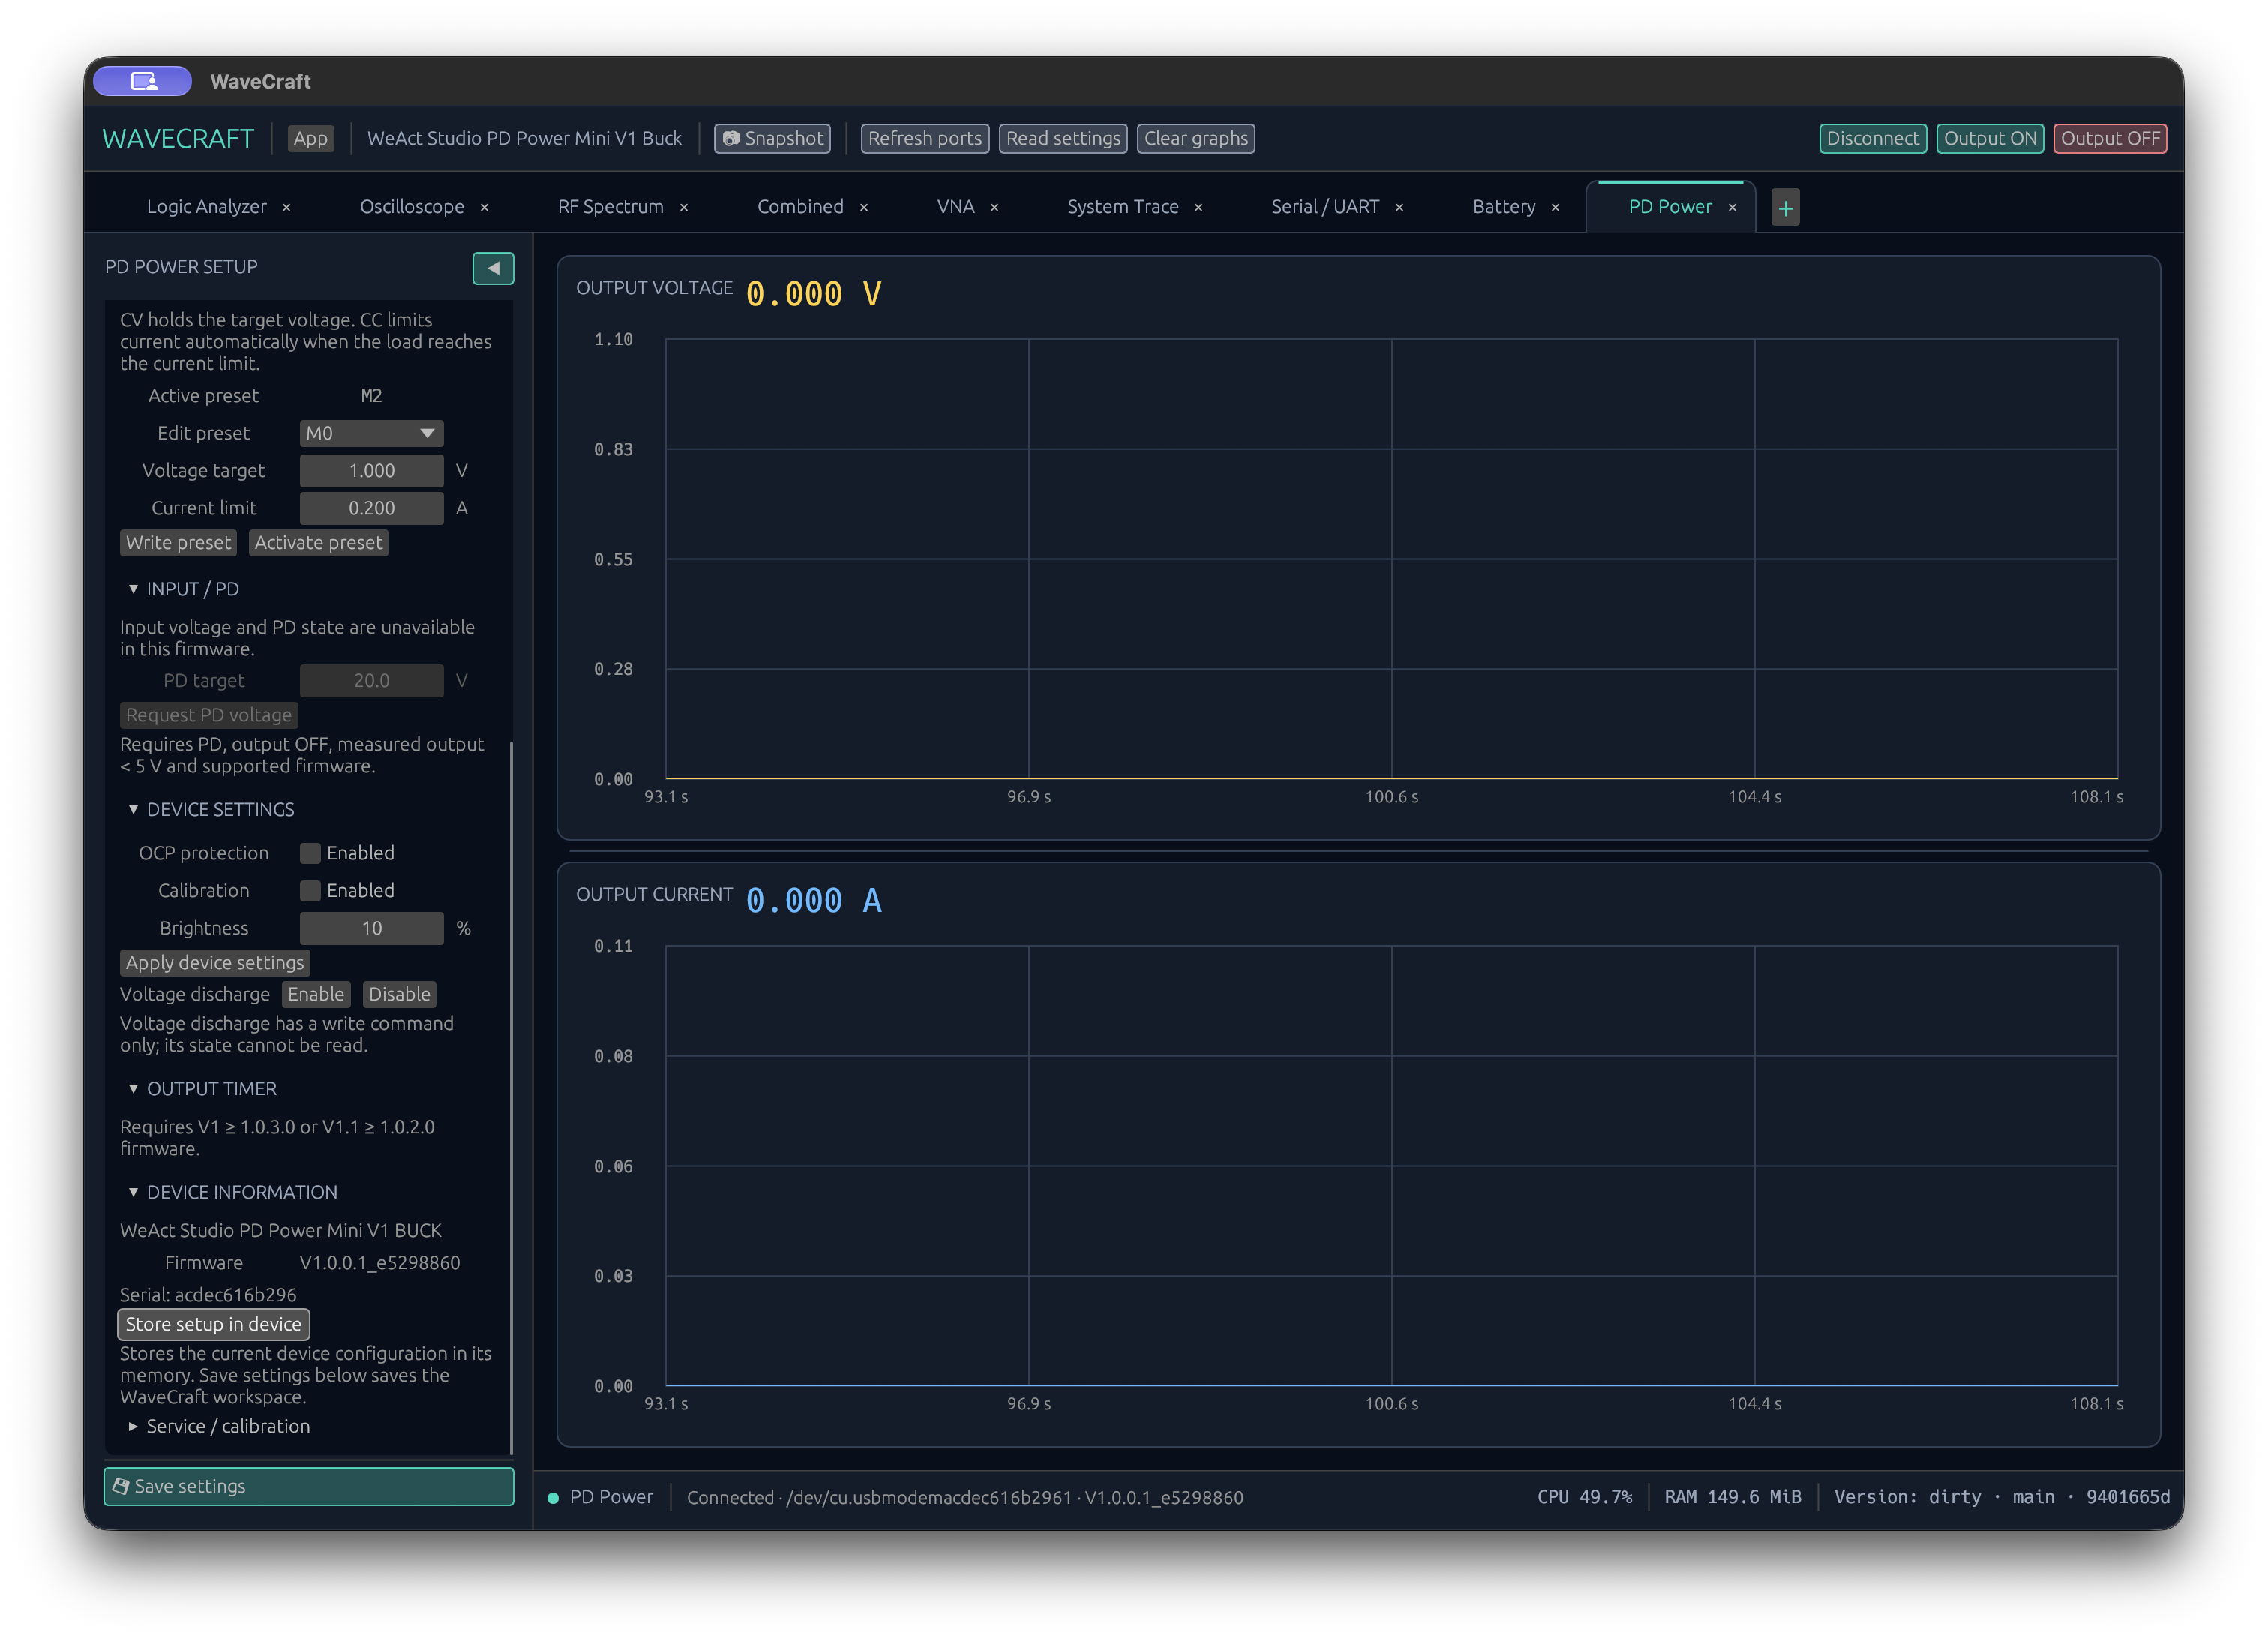 WaveCraft
WAVECRAFT
App
WeAct Studio PD Power Mini V1 Buck
Snapshot
Refresh ports
Read settings
Clear graphs
Disconnect
Output ON
Output OFF
Logic Analyzer ×
Oscilloscope ×
RF Spectrum ×
Combined ×
VNA ×
System Trace ×
Serial / UART ×
Battery ×
PD Power ×
+
PD POWER SETUP
CV holds the target voltage. CC limits
current automatically when the load reaches
the current limit.
Active preset M2
Edit preset M0
Voltage target 1.000 V
Current limit 0.200 A
Write preset Activate preset
INPUT / PD
Input voltage and PD state are unavailable
in this firmware.
PD target 20.0 V
Request PD voltage
Requires PD, output OFF, measured output
< 5 V and supported firmware.
DEVICE SETTINGS
OCP protection Enabled
Calibration Enabled
Brightness 10 %
Apply device settings
Voltage discharge Enable Disable
Voltage discharge has a write command
only; its state cannot be read.
OUTPUT TIMER
Requires V1 ≥ 1.0.3.0 or V1.1 ≥ 1.0.2.0
firmware.
DEVICE INFORMATION
WeAct Studio PD Power Mini V1 BUCK
Firmware V1.0.0.1_e5298860
Serial: acdec616b296
Store setup in device
Stores the current device configuration in its
memory. Save settings below saves the
WaveCraft workspace.
Service / calibration
Save settings
OUTPUT VOLTAGE 0.000 V
1.10
0.83
0.55
0.28
0.00
93.1 s 96.9 s 100.6 s 104.4 s 108.1 s
OUTPUT CURRENT 0.000 A
0.11
0.08
0.06
0.03
0.00
93.1 s 96.9 s 100.6 s 104.4 s 108.1 s
PD Power
Connected · /dev/cu.usbmodemacdec616b2961 · V1.0.0.1_e5298860
CPU 49.7%
RAM 149.6 MiB
Version: dirty · main · 9401665d